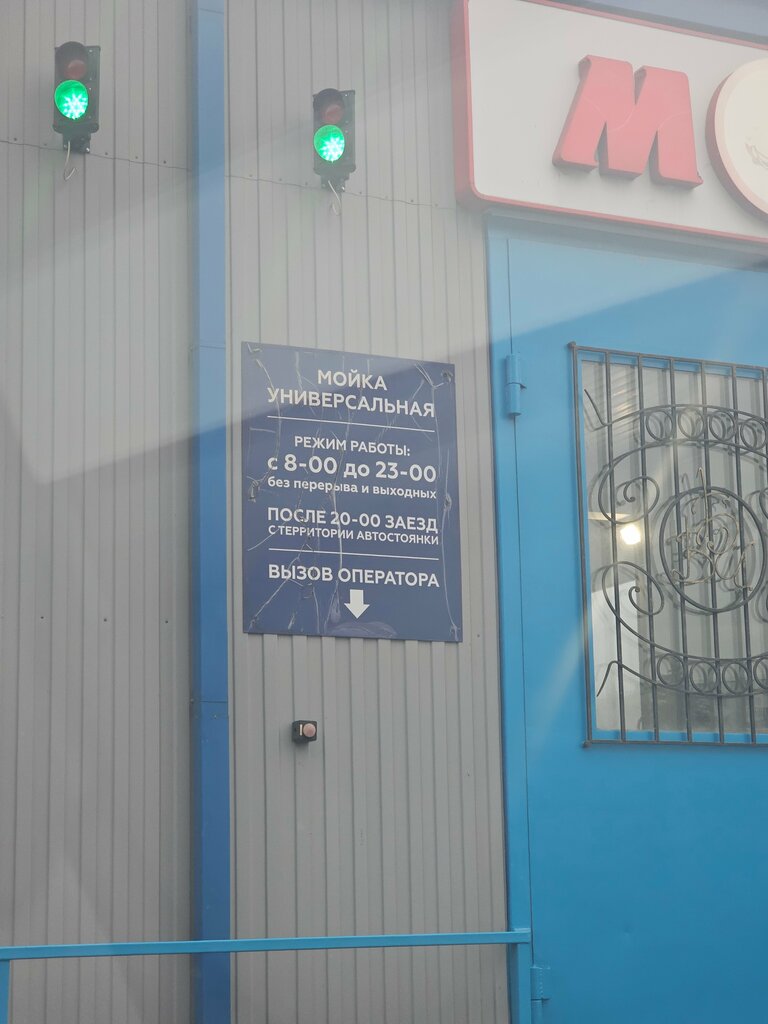 МО
МОЙКА
УНИВЕРСАЛЬНАЯ
РЕЖИМ РАБОТЫ:
с 8-00 до 23-00
без перерыва и выходных
ПОСЛЕ 20-00 ЗАЕЗД
С ТЕРРИТОРИИ АВТОСТОЯНКИ
ВЫЗОВ ОПЕРАТОРА